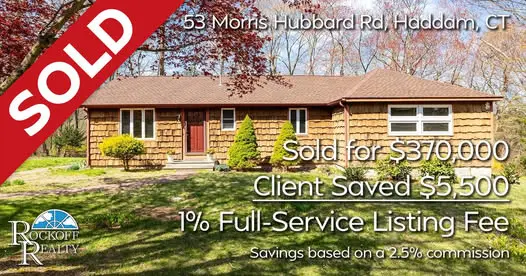 SOLD
53 Morris Hubbard Rd, Haddam, CT
Sold for $370,000
Client Saved $5,500
1% Full-Service Listing Fee
Savings based on a 2.5% commission
ROCKOFF
REALTY